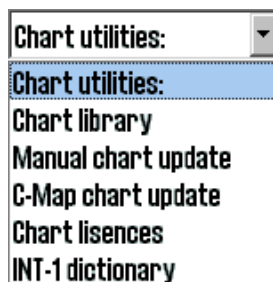 Chart utilities:
Chart utilities:
Chart library
Manual chart update
C-Map chart update
Chart lisences
INT-1 dictionary